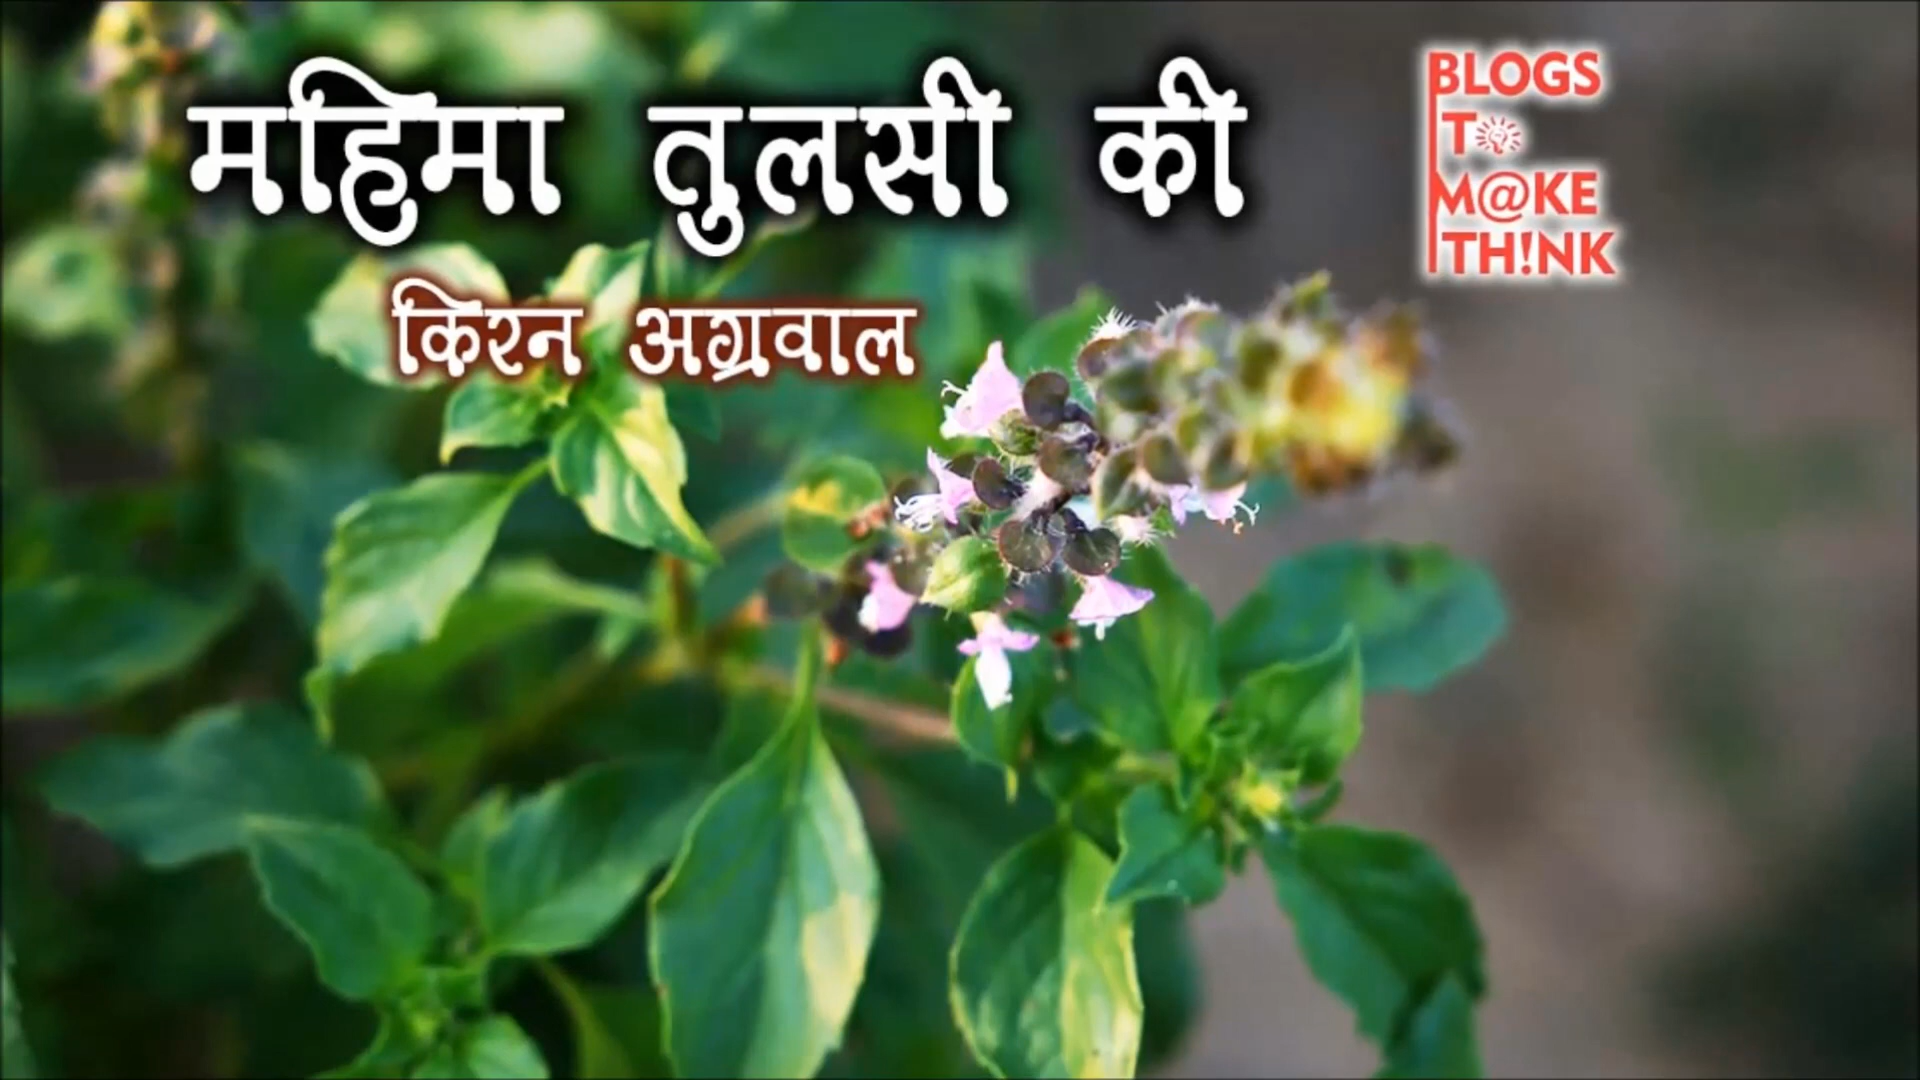 महिमा तुलसी की
किरन अग्रवाल
BLOGS
TO
M@KE
TH!NK